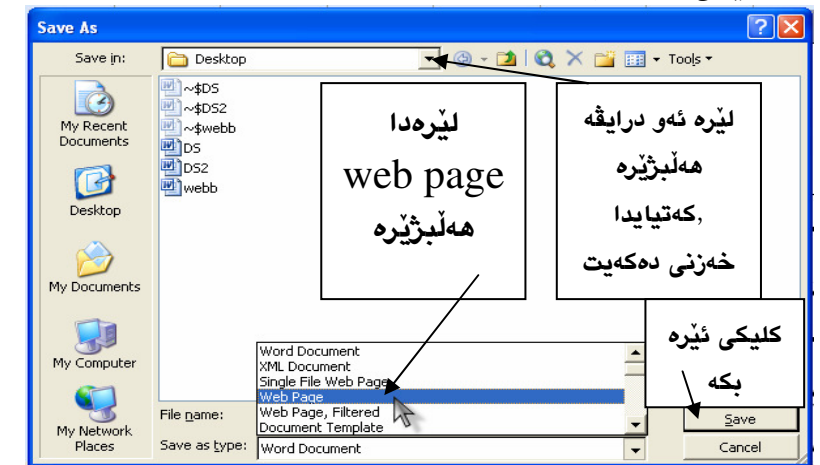 Save As
Save in:
Desktop
Tools
My Recent
Documents
Desktop
My Documents
My Computer
My Network
Places
~$DS
~$DS2
~$webb
DS
DS2
webb
لێرەدا
web page
هەڵبژێرە
لێرە ئەو درایڤە
هەڵبژێرە
,کەتیایدا
خەزنی دەکەیت
کلیکی ئێرە
بکە
Word Document
XML Document
Single File Web Page
Web Page
Web Page, Filtered
Document Template
File name:
Save as type:
Word Document
Save
Cancel